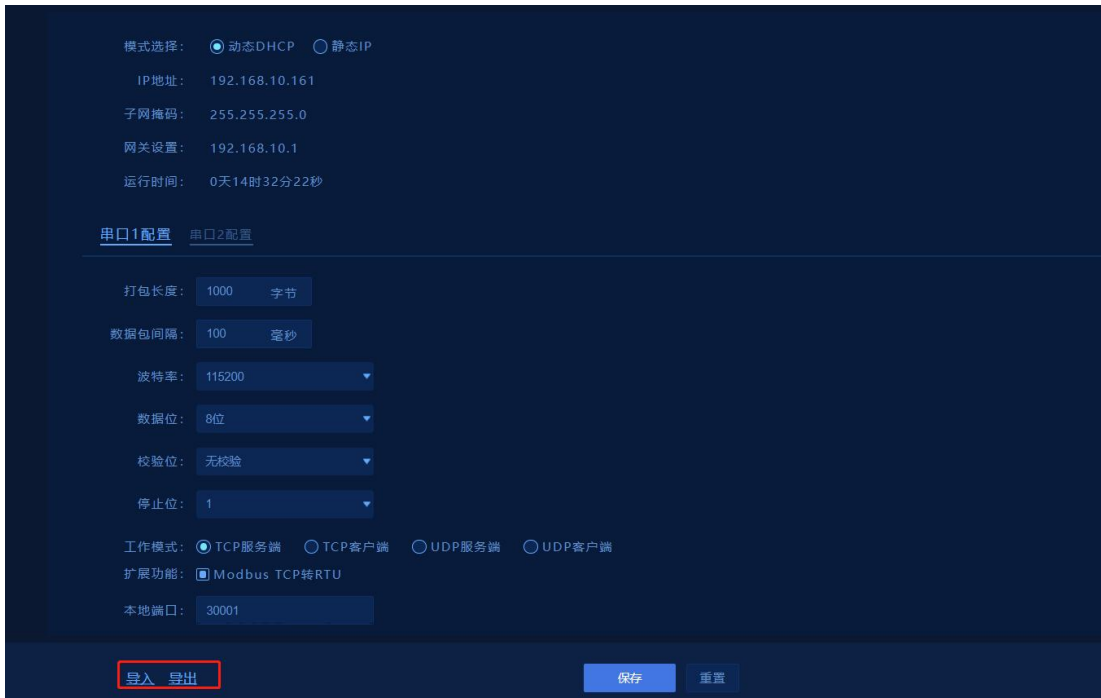 模式选择： 动态DHCP 静态IP
IP地址： 192.168.10.161
子网掩码： 255.255.255.0
网关设置： 192.168.10.1
运行时间： 0天14时32分22秒
串口1配置 串口2配置
打包长度： 1000 字节
数据包间隔： 100 毫秒
波特率： 115200
数据位： 8位
校验位： 无校验
停止位： 1
工作模式： TCP服务端 TCP客户端 UDP服务端 UDP客户端
扩展功能： Modbus TCP转RTU
本地端口： 30001
导入 导出 保存 重置